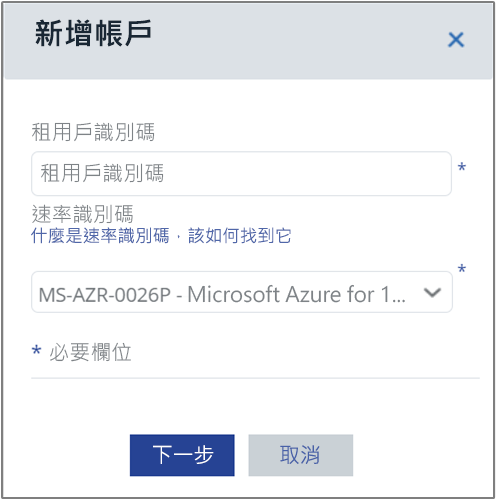 新增帳戶
租用戶識別碼
租用戶識別碼 *
速率識別碼
什麼是速率識別碼，該如何找到它
*
MS-AZR-0026P - Microsoft Azure for 1...
* 必要欄位
下一步 取消